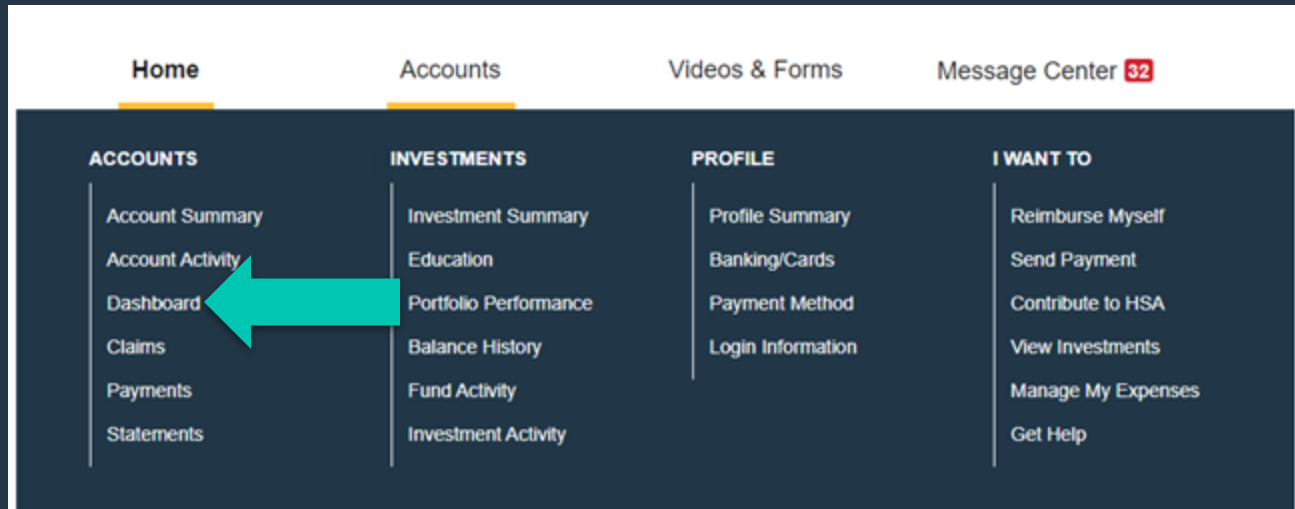 Home
Accounts
Videos & Forms
Message Center 32
ACCOUNTS
Account Summary
Account Activity
Dashboard
Claims
Payments
Statements
INVESTMENTS
Investment Summary
Education
Portfolio Performance
Balance History
Fund Activity
Investment Activity
PROFILE
Profile Summary
Banking/Cards
Payment Method
Login Information
I WANT TO
Reimburse Myself
Send Payment
Contribute to HSA
View Investments
Manage My Expenses
Get Help